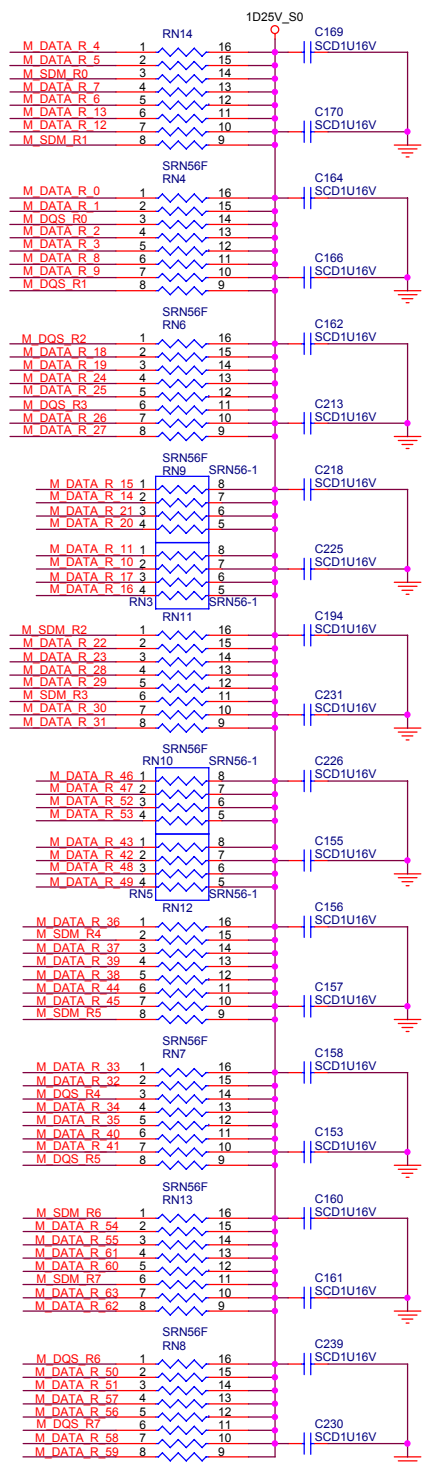 1D25V_S0
RN14
C169
SCD1U16V
M_DATA_R_4 1 16
M_DATA_R_5 2 15
M_SDM_R0 3 14
M_DATA_R_7 4 13
M_DATA_R_6 5 12
M_DATA_R_13 6 11
M_DATA_R_12 7 10
M_SDM_R1 8 9
C170
SCD1U16V
SRN56F
RN4
C164
SCD1U16V
M_DATA_R_0 1 16
M_DATA_R_1 2 15
M_DQS_R0 3 14
M_DATA_R_2 4 13
M_DATA_R_3 5 12
M_DATA_R_8 6 11
M_DATA_R_9 7 10
M_DQS_R1 8 9
C166
SCD1U16V
SRN56F
RN6
C162
SCD1U16V
M_DQS_R2 1 16
M_DATA_R_18 2 15
M_DATA_R_19 3 14
M_DATA_R_24 4 13
M_DATA_R_25 5 12
M_DQS_R3 6 11
M_DATA_R_26 7 10
M_DATA_R_27 8 9
C213
SCD1U16V
SRN56F
RN9 SRN56-1
C218
SCD1U16V
M_DATA_R_15 1 8
M_DATA_R_14 2 7
M_DATA_R_21 3 6
M_DATA_R_20 4 5
M_DATA_R_11 1 8
M_DATA_R_10 2 7
M_DATA_R_17 3 6
M_DATA_R_16 4 5
C225
SCD1U16V
RN3 SRN56-1
RN11
C194
SCD1U16V
M_SDM_R2 1 16
M_DATA_R_22 2 15
M_DATA_R_23 3 14
M_DATA_R_28 4 13
M_DATA_R_29 5 12
M_SDM_R3 6 11
M_DATA_R_30 7 10
M_DATA_R_31 8 9
C231
SCD1U16V
SRN56F
RN10 SRN56-1
C226
SCD1U16V
M_DATA_R_46 1 8
M_DATA_R_47 2 7
M_DATA_R_52 3 6
M_DATA_R_53 4 5
M_DATA_R_43 1 8
M_DATA_R_42 2 7
M_DATA_R_48 3 6
M_DATA_R_49 4 5
C155
SCD1U16V
RN5 SRN56-1
RN12
C156
SCD1U16V
M_DATA_R_36 1 16
M_SDM_R4 2 15
M_DATA_R_37 3 14
M_DATA_R_39 4 13
M_DATA_R_38 5 12
M_DATA_R_44 6 11
M_DATA_R_45 7 10
M_SDM_R5 8 9
C157
SCD1U16V
SRN56F
RN7
C158
SCD1U16V
M_DATA_R_33 1 16
M_DATA_R_32 2 15
M_DQS_R4 3 14
M_DATA_R_34 4 13
M_DATA_R_35 5 12
M_DATA_R_40 6 11
M_DATA_R_41 7 10
M_DQS_R5 8 9
C153
SCD1U16V
SRN56F
RN13
C160
SCD1U16V
M_SDM_R6 1 16
M_DATA_R_54 2 15
M_DATA_R_55 3 14
M_DATA_R_61 4 13
M_DATA_R_60 5 12
M_SDM_R7 6 11
M_DATA_R_63 7 10
M_DATA_R_62 8 9
C161
SCD1U16V
SRN56F
RN8
C239
SCD1U16V
M_DQS_R6 1 16
M_DATA_R_50 2 15
M_DATA_R_51 3 14
M_DATA_R_57 4 13
M_DATA_R_56 5 12
M_DQS_R7 6 11
M_DATA_R_58 7 10
M_DATA_R_59 8 9
C230
SCD1U16V